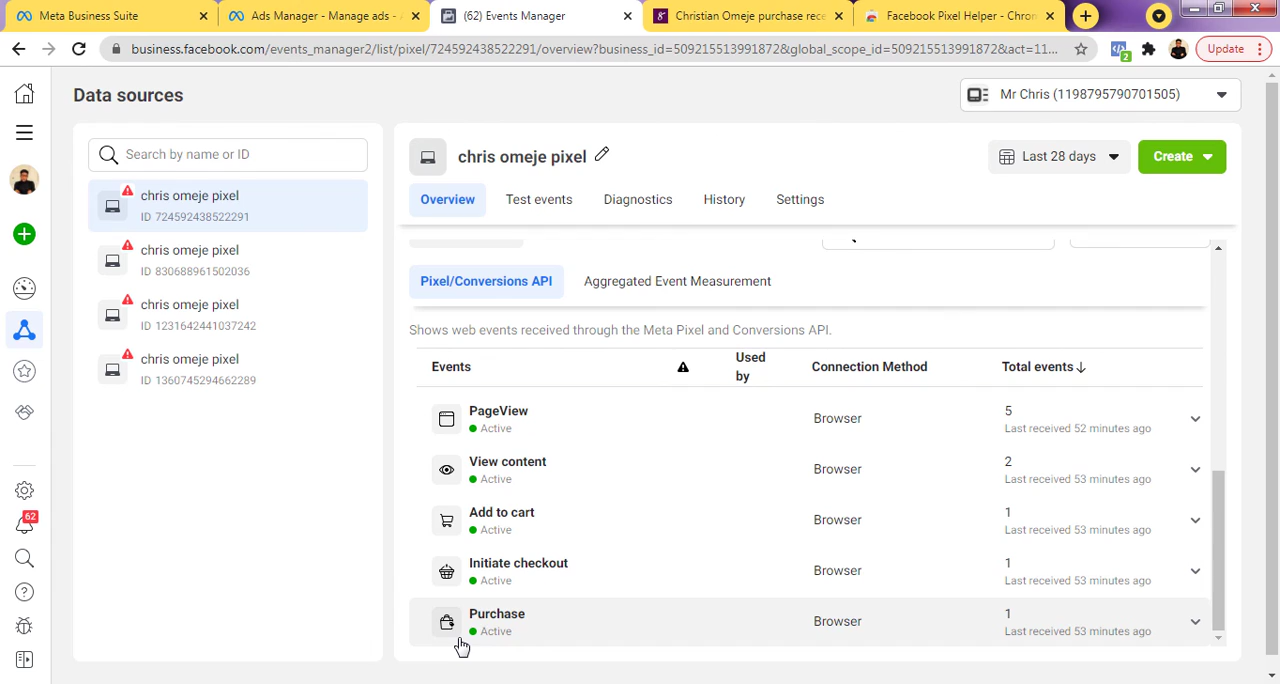 Meta Business Suite
Ads Manager - Manage ads -
(62) Events Manager
Christian Omeje purchase rece
Facebook Pixel Helper - Chrom
business.facebook.com/events_manager2/list/pixel/724592438522291/overview?business_id=509215513991872&global_scope_id=509215513991872&act=11...
2
Update
Data sources
Mr Chris (1198795790701505)
Search by name or ID
chris omeje pixel
Last 28 days
Create
chris omeje pixel
ID 724592438522291
Overview
Test events
Diagnostics
History
Settings
chris omeje pixel
ID 830688961502036
Pixel/Conversions API
Aggregated Event Measurement
chris omeje pixel
ID 1231642441037242
Shows web events received through the Meta Pixel and Conversions API.
chris omeje pixel
ID 1360745294662289
Events
Used
by
Connection Method
Total events
PageView
Active
Browser
5
Last received 52 minutes ago
View content
Active
Browser
2
Last received 53 minutes ago
Add to cart
Active
Browser
1
Last received 53 minutes ago
62
Initiate checkout
Active
Browser
1
Last received 53 minutes ago
Purchase
Active
Browser
1
Last received 53 minutes ago